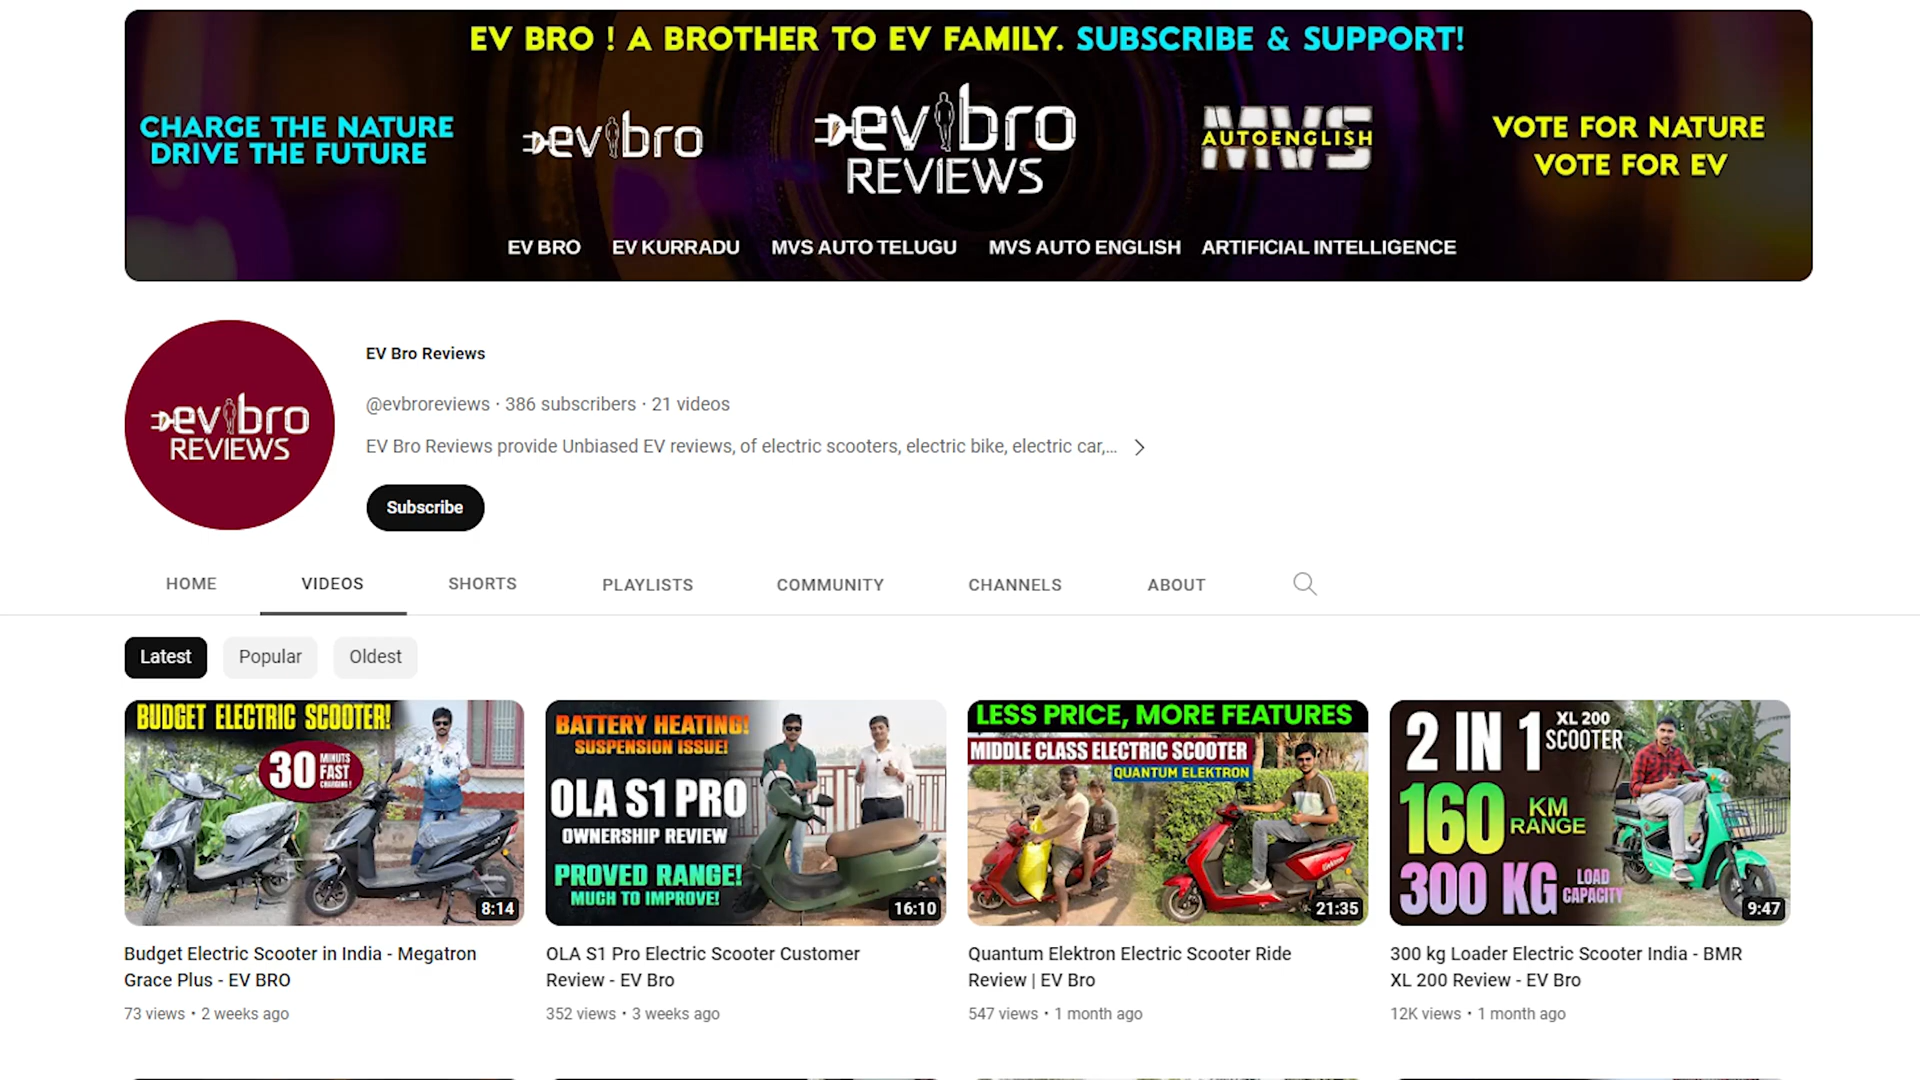 EV BRO ! A BROTHER TO EV FAMILY. SUBSCRIBE & SUPPORT!
CHARGE THE NATURE
DRIVE THE FUTURE
evbro
evbro
REVIEWS
MVS
AUTOENGLISH
VOTE FOR NATURE
VOTE FOR EV
EV BRO EV KURRADU MVS AUTO TELUGU MVS AUTO ENGLISH ARTIFICIAL INTELLIGENCE
evbro
REVIEWS
EV Bro Reviews
@evbroreviews · 386 subscribers · 21 videos
EV Bro Reviews provide Unbiased EV reviews, of electric scooters, electric bike, electric car,...
Subscribe
HOME VIDEOS SHORTS PLAYLISTS COMMUNITY CHANNELS ABOUT
Latest Popular Oldest
BUDGET ELECTRIC SCOOTER!
30 MINUTS
FAST
CHARGING!
8:14
BATTERY HEATING!
SUSPENSION ISSUE!
OLA S1 PRO
OWNERSHIP REVIEW
PROVED RANGE!
MUCH TO IMPROVE!
16:10
LESS PRICE, MORE FEATURES
MIDDLE CLASS ELECTRIC SCOOTER
QUANTUM ELEKTRON
Elektron
21:35
2 IN 1 XL 200
SCOOTER
160 KM
RANGE
300 KG LOAD
CAPACITY
9:47
Budget Electric Scooter in India - Megatron
Grace Plus - EV BRO
73 views • 2 weeks ago
OLA S1 Pro Electric Scooter Customer
Review - EV Bro
352 views • 3 weeks ago
Quantum Elektron Electric Scooter Ride
Review | EV Bro
547 views • 1 month ago
300 kg Loader Electric Scooter India - BMR
XL 200 Review - EV Bro
12K views • 1 month ago